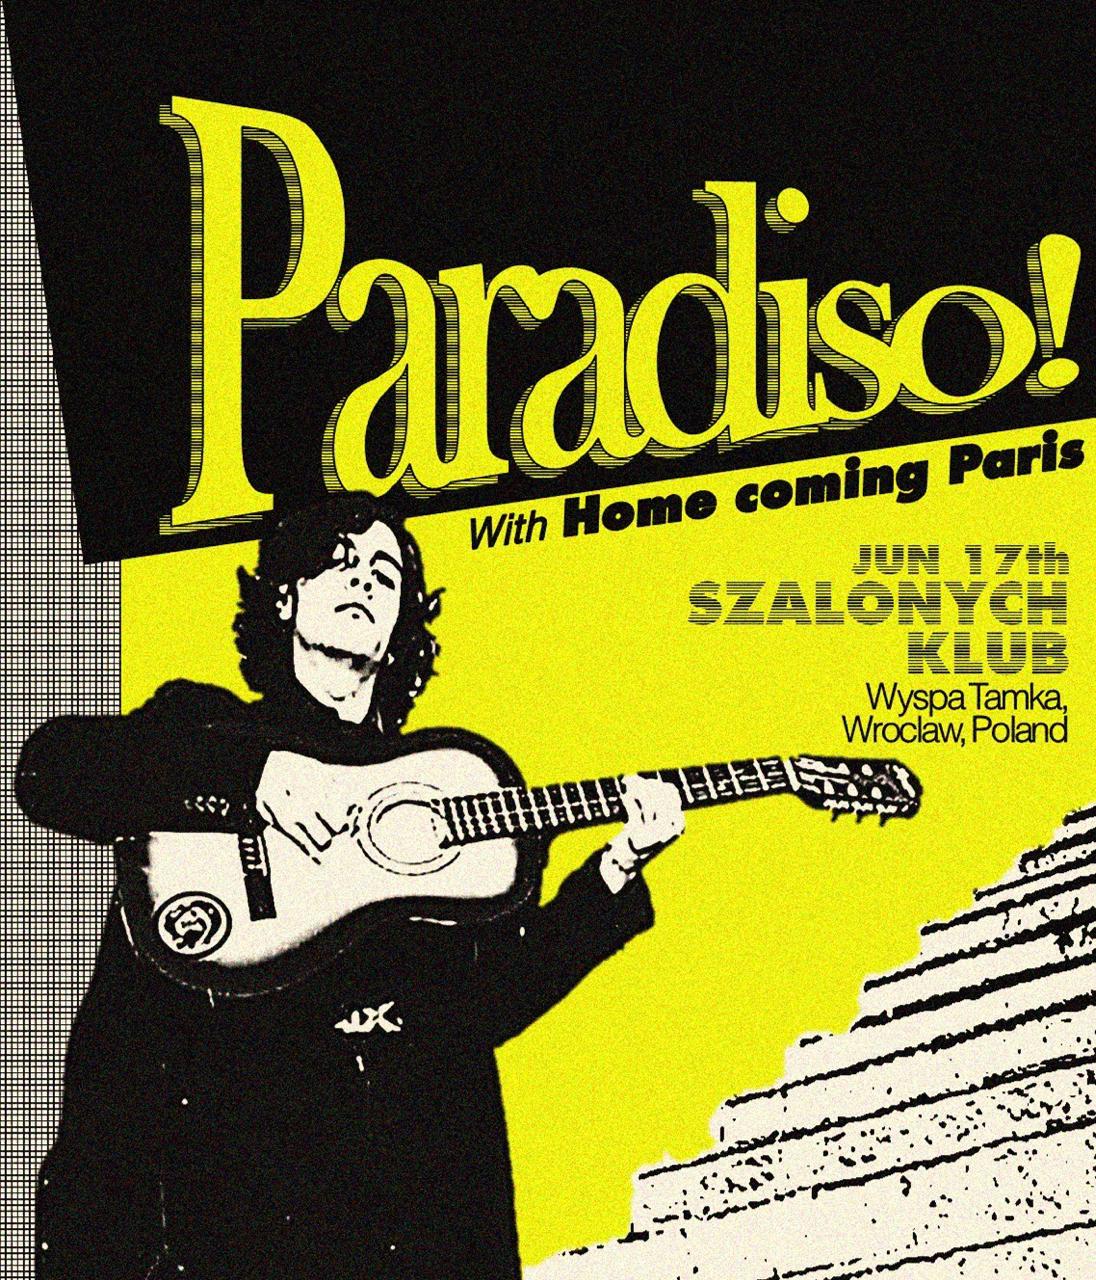 Paradiso!
With Home coming Paris
JUN 17th
SZALONYCH
KLUB
Wyspa Tamka,
Wroclaw, Poland